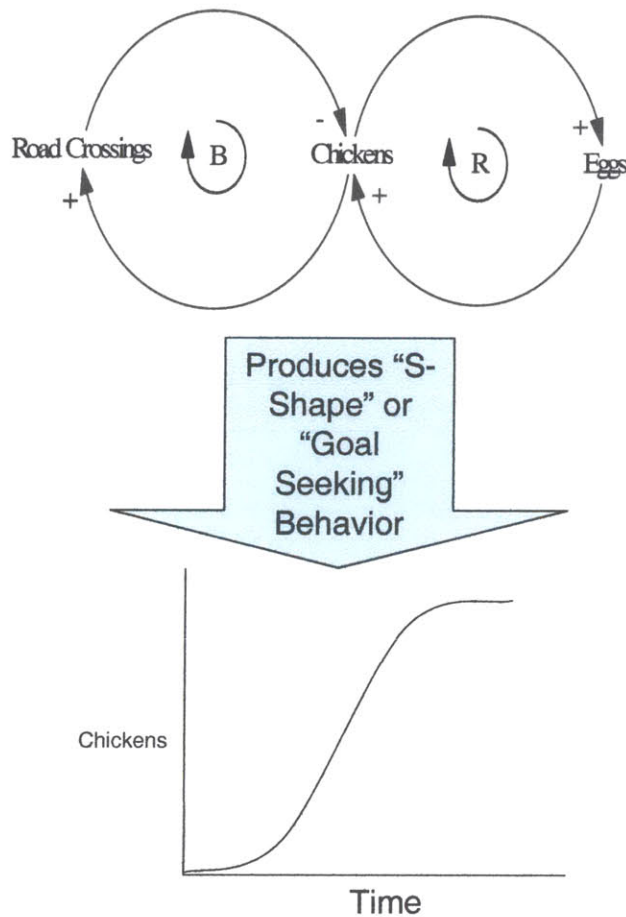 -
+
Road Crossings
B
Chickens
R
Eggs
+
+
Produces “S-
Shape” or
“Goal
Seeking”
Behavior
Chickens
Time